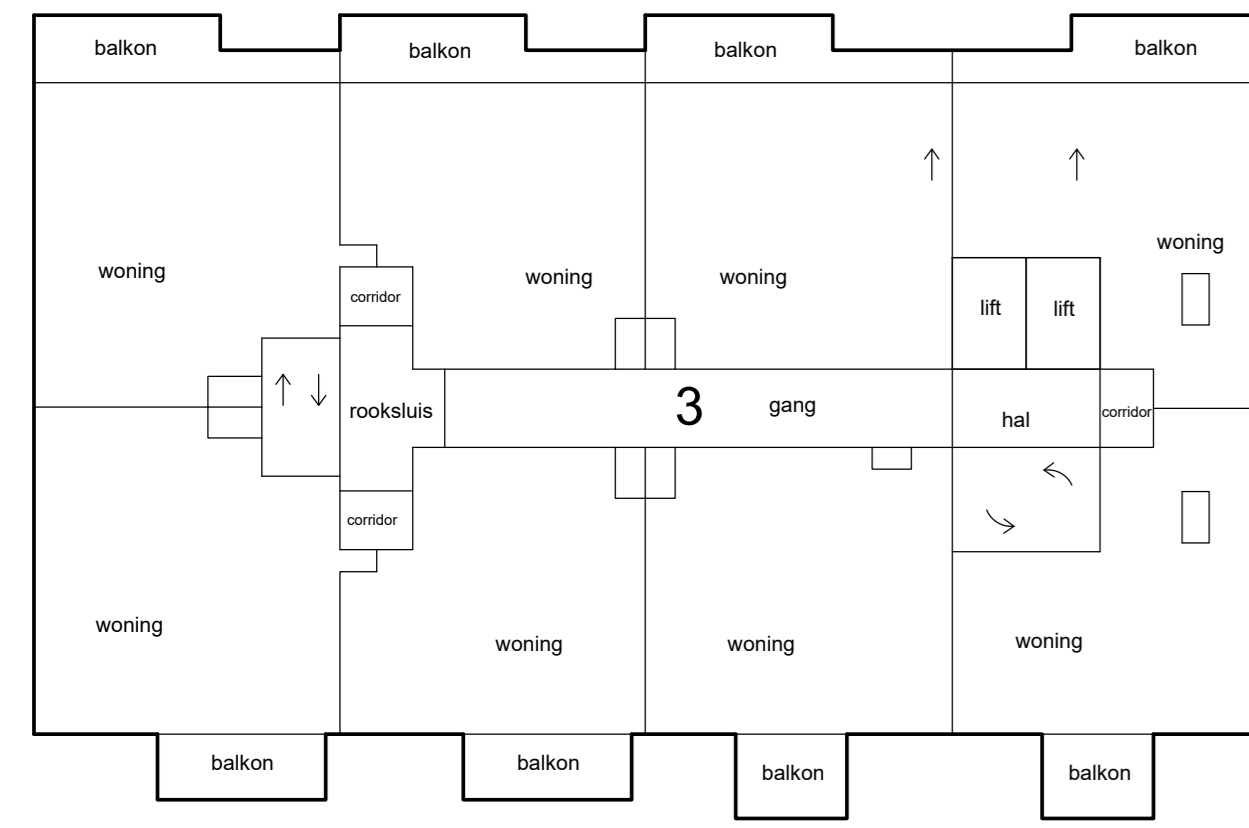 balkon
balkon
balkon
balkon
woning
woning
woning
woning
corridor
lift
lift
rooksluis
3
gang
hal
corridor
corridor
woning
woning
woning
woning
balkon
balkon
balkon
balkon